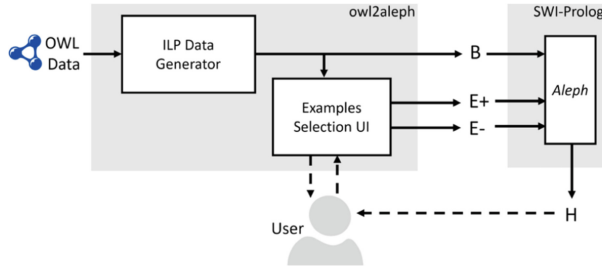 owl2aleph
SWI-Prolog
OWL
Data
ILP Data
Generator
B
Aleph
Examples
Selection UI
E+
E-
User
H